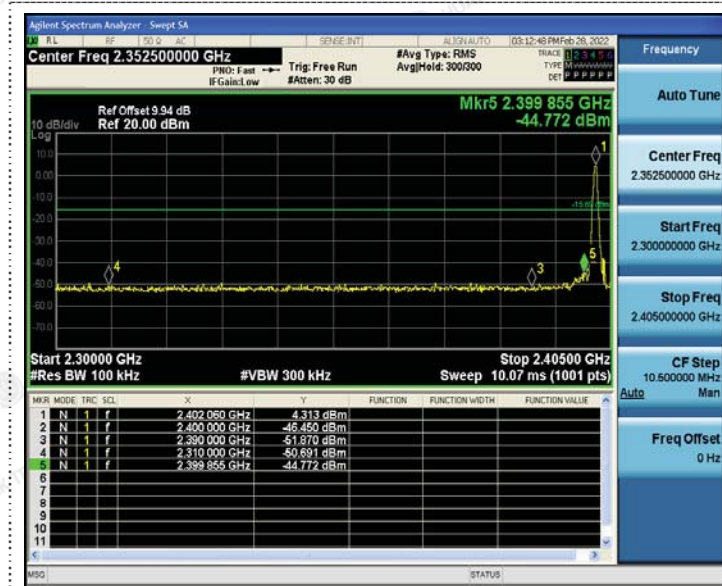 Agilent Spectrum Analyzer - Swept SA
RL RF 50 Ω AC SENSE:INT ALIGN AUTO 03:12:48 PM Feb 28, 2022
Center Freq 2.352500000 GHz
PNO: Fast Trig: Free Run
IFGain:Low #Atten: 30 dB
#Avg Type: RMS
Avg|Hold: 300/300
TRACE 1 2 3 4 5 6
TYPE M
DET P P P P P P
Frequency
Ref Offset 9.94 dB
10 dB/div Ref 20.00 dBm
Log
Mkr5 2.399 855 GHz
-44.772 dBm
10.0
0.00
-10.0
-20.0
-30.0
-40.0
-50.0
-60.0
-70.0
1
5
3
4
Start 2.30000 GHz Stop 2.40500 GHz
#Res BW 100 kHz #VBW 300 kHz Sweep 10.07 ms (1001 pts)
MKR MODE TRC SCL X Y FUNCTION FUNCTION WIDTH FUNCTION VALUE
1 N 1 f 2.402 060 GHz 4.313 dBm
2 N 1 f 2.400 000 GHz -46.450 dBm
3 N 1 f 2.390 000 GHz -51.970 dBm
4 N 1 f 2.310 000 GHz -50.691 dBm
5 N 1 f 2.399 855 GHz -44.772 dBm
6
7
8
9
10
11
MSG STATUS
Auto Tune
Center Freq
2.352500000 GHz
Start Freq
2.300000000 GHz
Stop Freq
2.405000000 GHz
CF Step
10.500000 MHz
Auto Man
Freq Offset
0 Hz